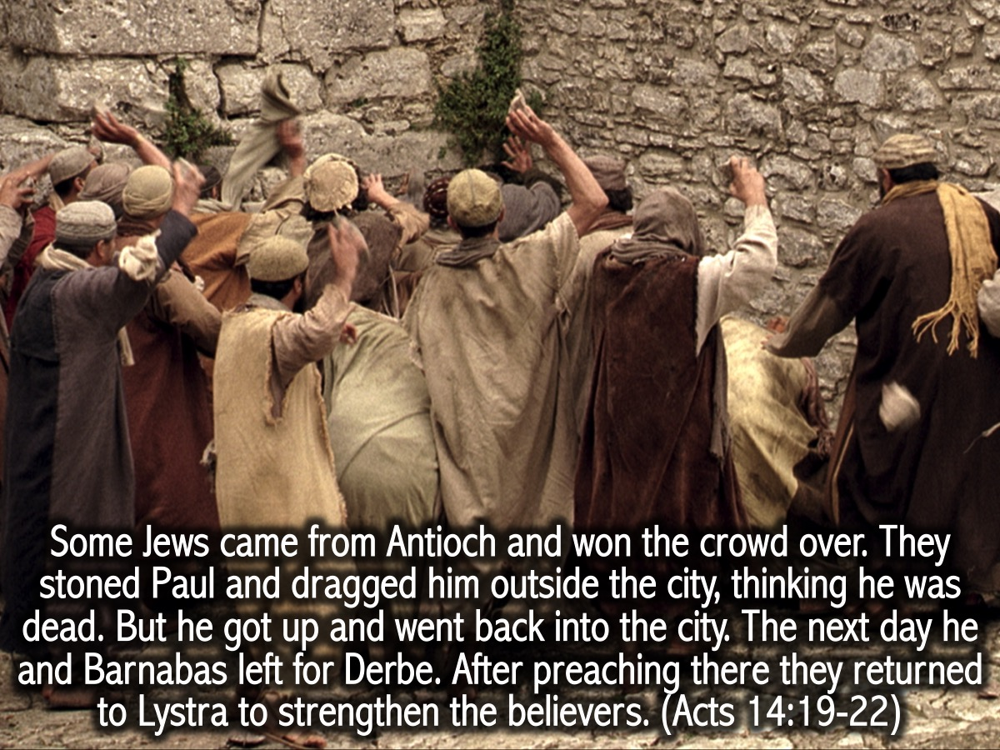 Some Jews came from Antioch and won the crowd over. They
stoned Paul and dragged him outside the city, thinking he was
dead. But he got up and went back into the city. The next day he
and Barnabas left for Derbe. After preaching there they returned
to Lystra to strengthen the believers. (Acts 14:19-22)